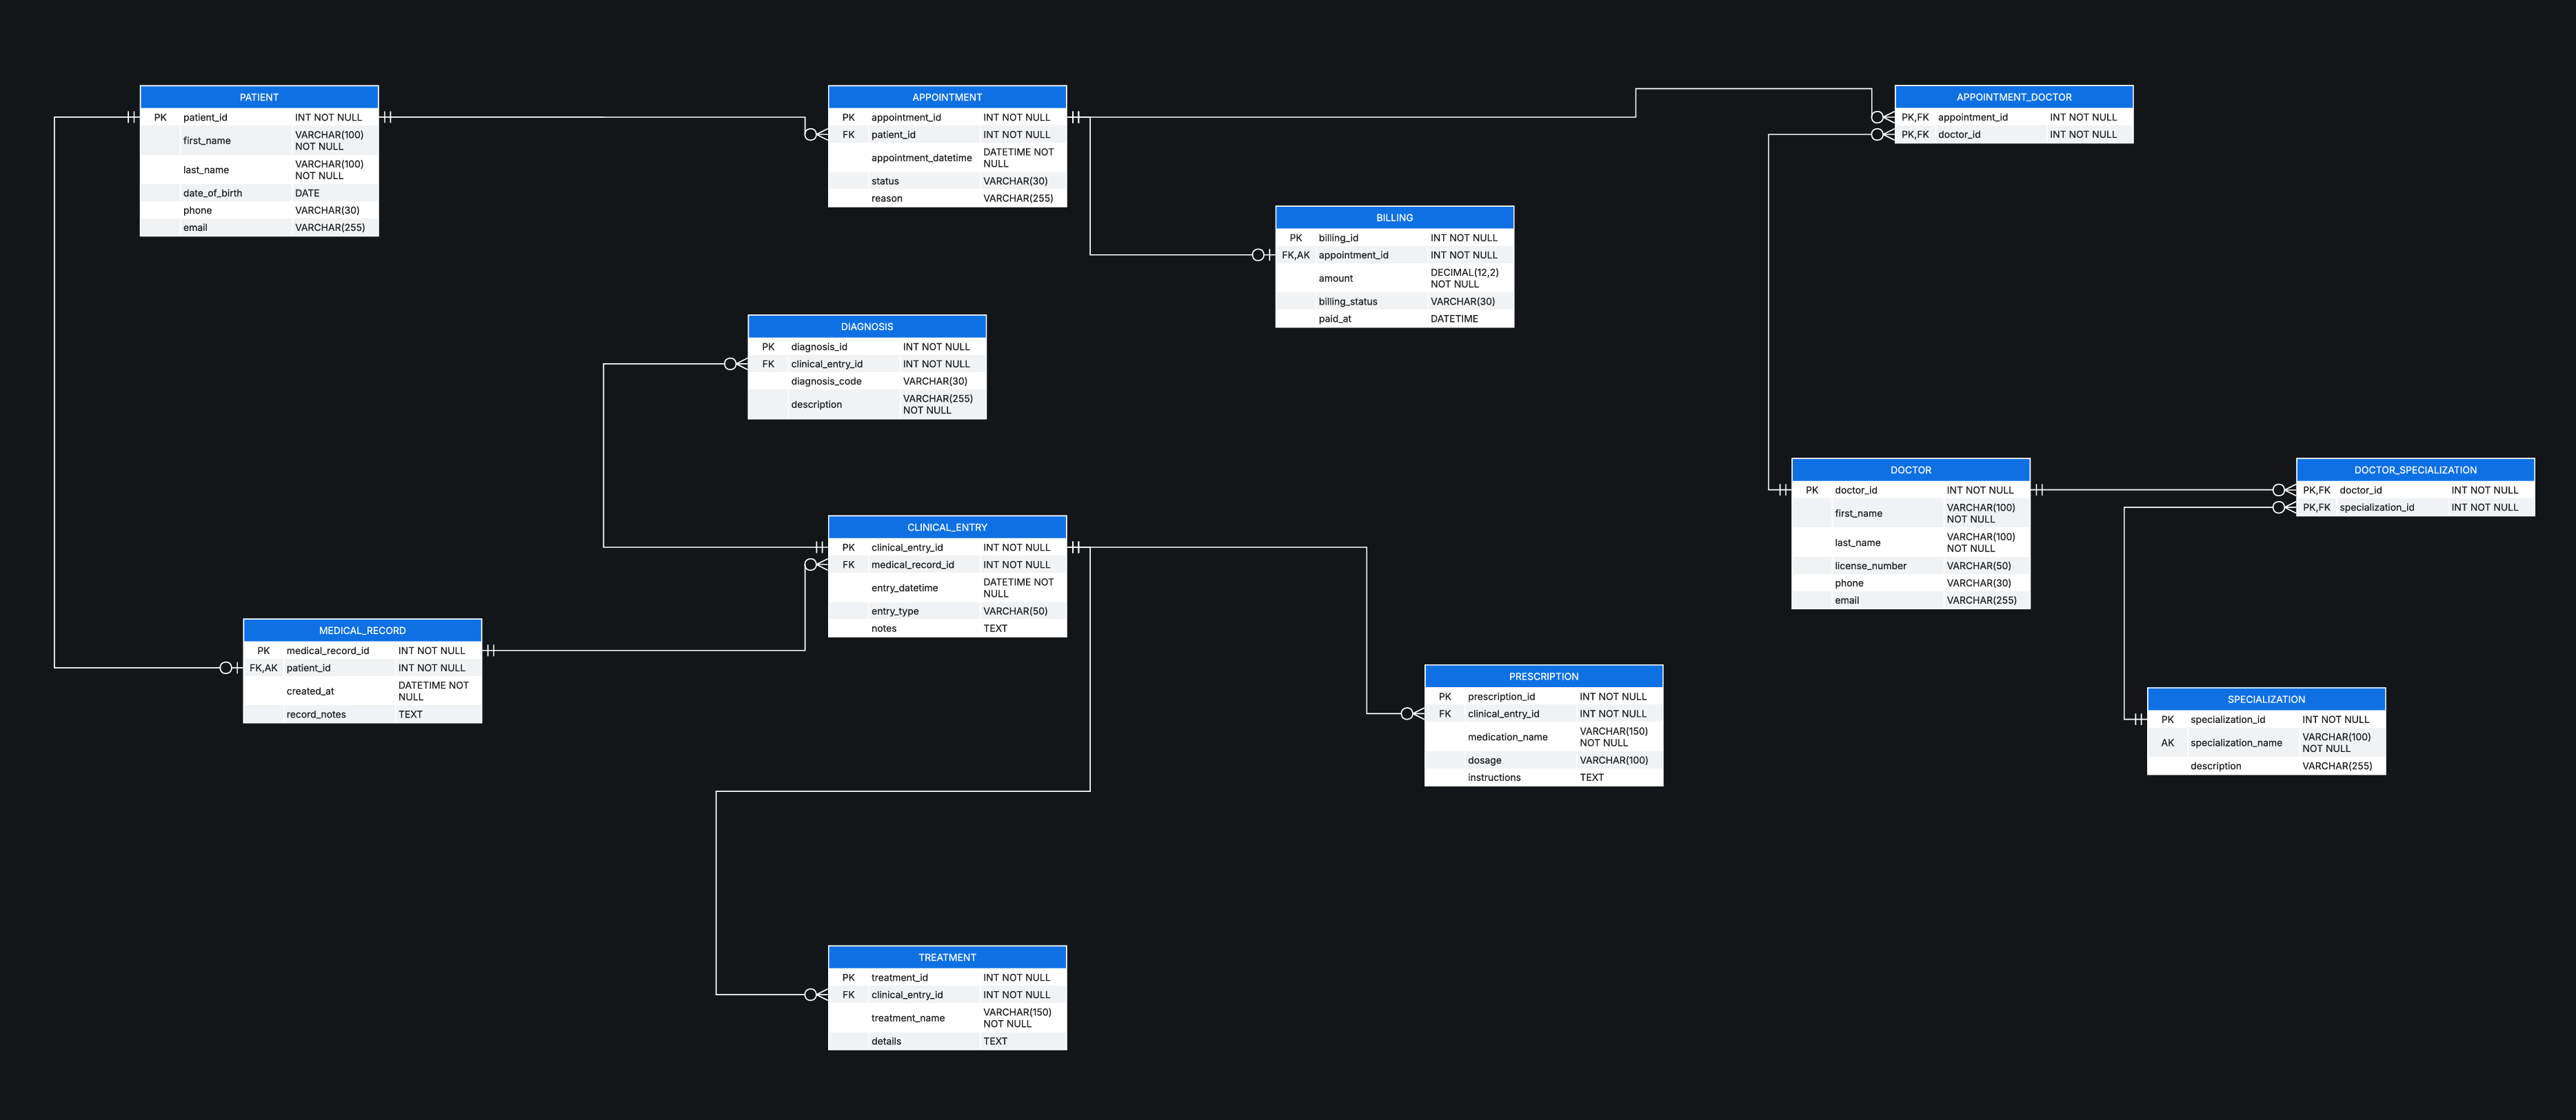 PATIENT
PK patient_id INT NOT NULL
first_name VARCHAR(100) NOT NULL
last_name VARCHAR(100) NOT NULL
date_of_birth DATE
phone VARCHAR(30)
email VARCHAR(255)
APPOINTMENT
PK appointment_id INT NOT NULL
FK patient_id INT NOT NULL
appointment_datetime DATETIME NOT NULL
status VARCHAR(30)
reason VARCHAR(255)
APPOINTMENT_DOCTOR
PK,FK appointment_id INT NOT NULL
PK,FK doctor_id INT NOT NULL
BILLING
PK billing_id INT NOT NULL
FK,AK appointment_id INT NOT NULL
amount DECIMAL(12,2) NOT NULL
billing_status VARCHAR(30)
paid_at DATETIME
DIAGNOSIS
PK diagnosis_id INT NOT NULL
FK clinical_entry_id INT NOT NULL
diagnosis_code VARCHAR(30)
description VARCHAR(255) NOT NULL
DOCTOR
PK doctor_id INT NOT NULL
first_name VARCHAR(100) NOT NULL
last_name VARCHAR(100) NOT NULL
license_number VARCHAR(50)
phone VARCHAR(30)
email VARCHAR(255)
DOCTOR_SPECIALIZATION
PK,FK doctor_id INT NOT NULL
PK,FK specialization_id INT NOT NULL
CLINICAL_ENTRY
PK clinical_entry_id INT NOT NULL
FK medical_record_id INT NOT NULL
entry_datetime DATETIME NOT NULL
entry_type VARCHAR(50)
notes TEXT
MEDICAL_RECORD
PK medical_record_id INT NOT NULL
FK,AK patient_id INT NOT NULL
created_at DATETIME NOT NULL
record_notes TEXT
PRESCRIPTION
PK prescription_id INT NOT NULL
FK clinical_entry_id INT NOT NULL
medication_name VARCHAR(150) NOT NULL
dosage VARCHAR(100)
instructions TEXT
SPECIALIZATION
PK specialization_id INT NOT NULL
AK specialization_name VARCHAR(100) NOT NULL
description VARCHAR(255)
TREATMENT
PK treatment_id INT NOT NULL
FK clinical_entry_id INT NOT NULL
treatment_name VARCHAR(150) NOT NULL
details TEXT